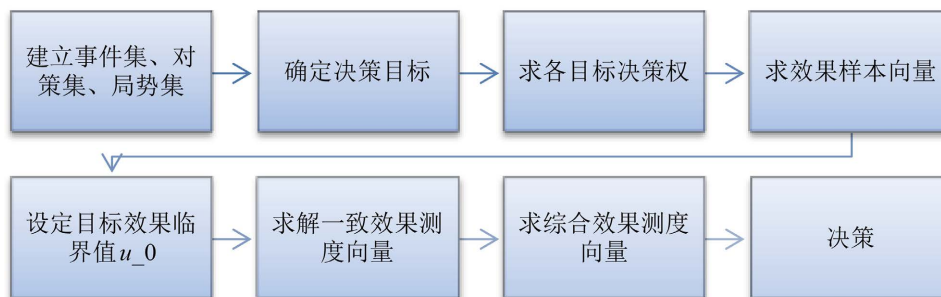 建立事件集、对
策集、局势集
确定决策目标
求各目标决策权
求效果样本向量
设定目标效果临
界值u_0
求解一致效果测
度向量
求综合效果测度
向量
决策